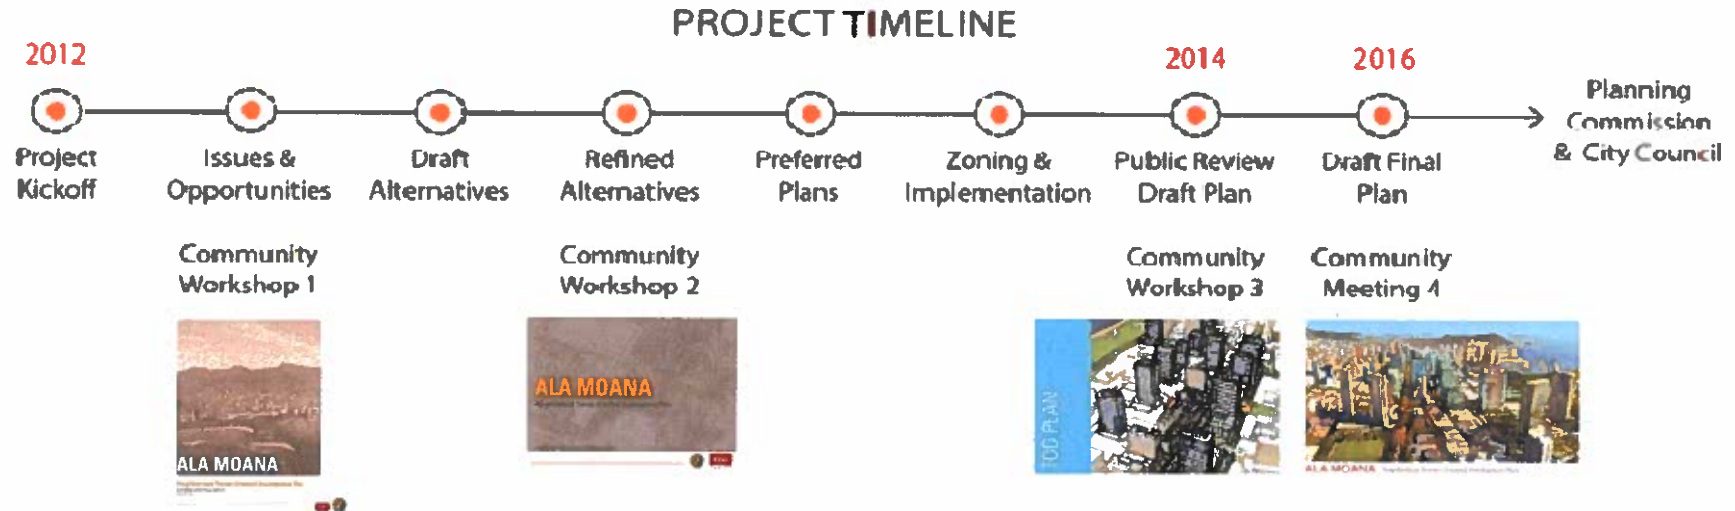 PROJECT TIMELINE
2012
2014
2016
Project
Kickoff
Issues &
Opportunities
Draft
Alternatives
Refined
Alternatives
Preferred
Plans
Zoning &
Implementation
Public Review
Draft Plan
Draft Final
Plan
Planning
Commission
& City Council
Community
Workshop 1
Community
Workshop 2
Community
Workshop 3
Community
Meeting 4
ALA MOANA
ALA MOANA
TOD PLAN
ALA MOANA